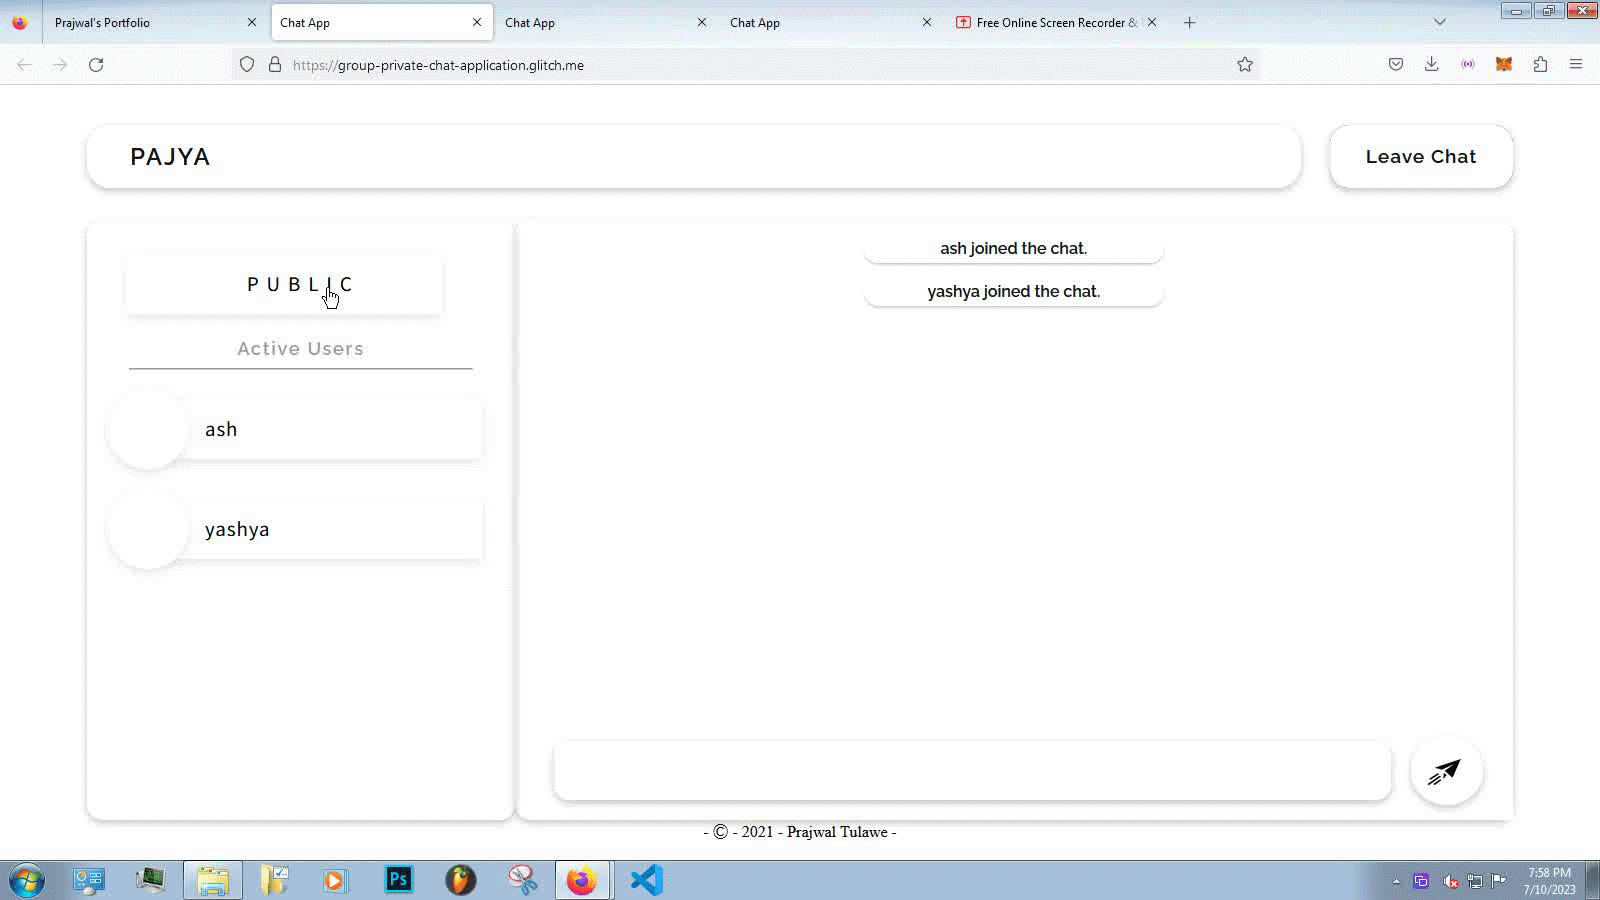 Prajwal's Portfolio
Chat App
Chat App
Chat App
Free Online Screen Recorder &
https://group-private-chat-application.glitch.me
PAJYA
Leave Chat
PUBLIC
Active Users
ash
yashya
ash joined the chat.
yashya joined the chat.
- © - 2021 - Prajwal Tulawe -
Ps
7:58 PM
7/10/2023